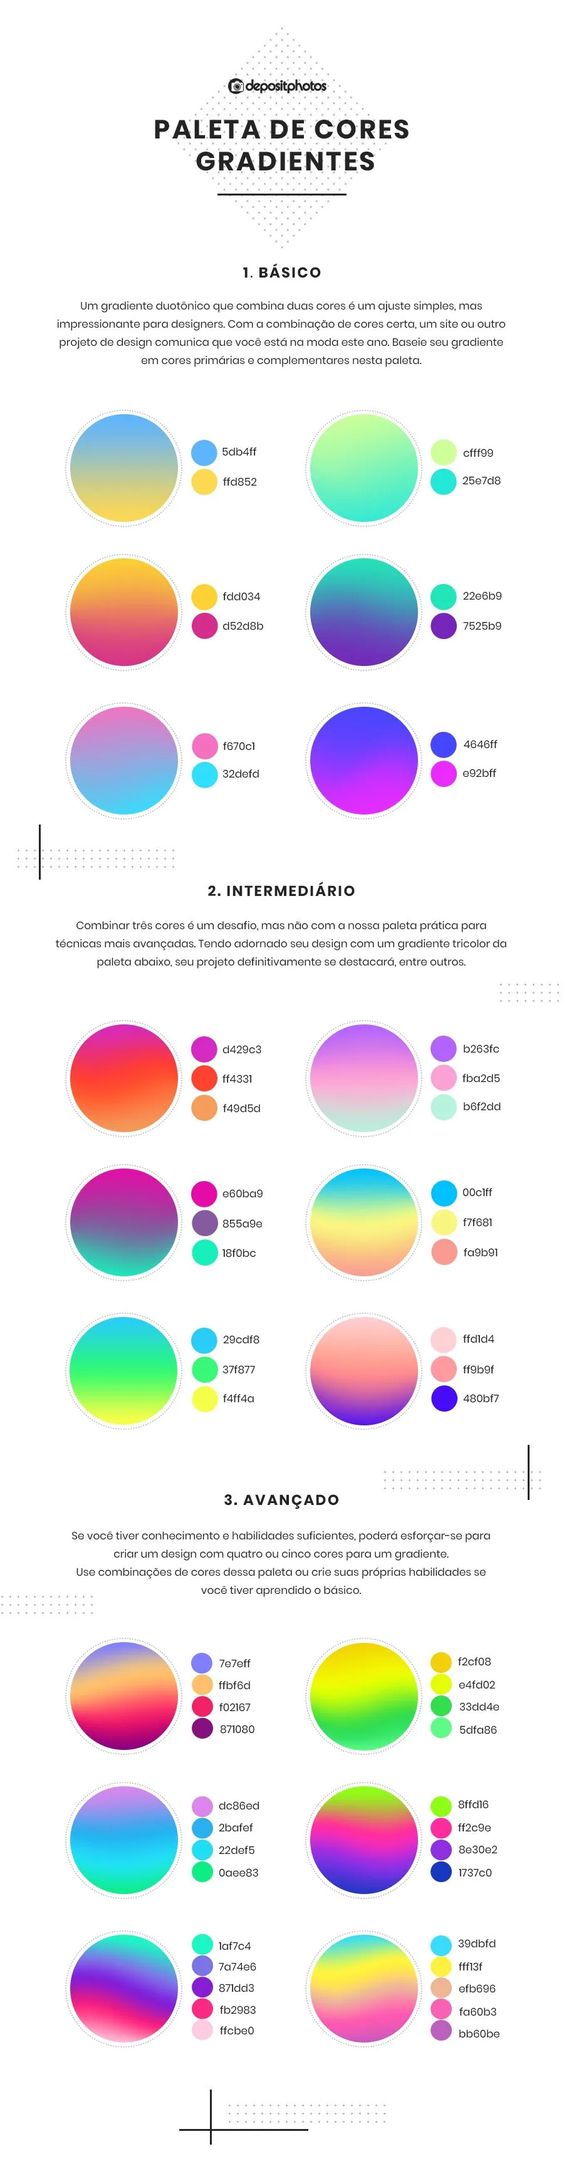 depositphotos
PALETA DE CORES
GRADIENTES
1. BÁSICO
Um gradiente duotônico que combina duas cores é um ajuste simples, mas
impressionante para designers. Com a combinação de cores certa, um site ou outro
projeto de design comunica que você está na moda este ano. Baseie seu gradiente
em cores primárias e complementares nesta paleta.
5db4ff
ffd852
cfff99
25e7d8
fdd034
d52d8b
22e6b9
7525b9
f670c1
32defd
4646ff
e92bff
2. INTERMEDIÁRIO
Combinar três cores é um desafio, mas não com a nossa paleta prática para
técnicas mais avançadas. Tendo adornado seu design com um gradiente tricolor da
paleta abaixo, seu projeto definitivamente se destacará, entre outros.
d429c3
ff4331
f49d5d
b263fc
fba2d5
b6f2dd
e60ba9
855a9e
18f0bc
00c1ff
f7f681
fa9b91
29cdf8
37f877
f4ff4a
ffd1d4
ff9b9f
480bf7
3. AVANÇADO
Se você tiver conhecimento e habilidades suficientes, poderá esforçar-se para
criar um design com quatro ou cinco cores para um gradiente.
Use combinações de cores dessa paleta ou crie suas próprias habilidades se
você tiver aprendido o básico.
7e7eff
ffbf6d
f02167
871080
f2cf08
e4fd02
33dd4e
5dfa86
dc86ed
2bafef
22def5
0aee83
8ffd16
ff2c9e
8e30e2
1737c0
1af7c4
7a74e6
871dd3
fb2983
ffcbe0
39dbfd
fff13f
efb696
fa60b3
bb60be